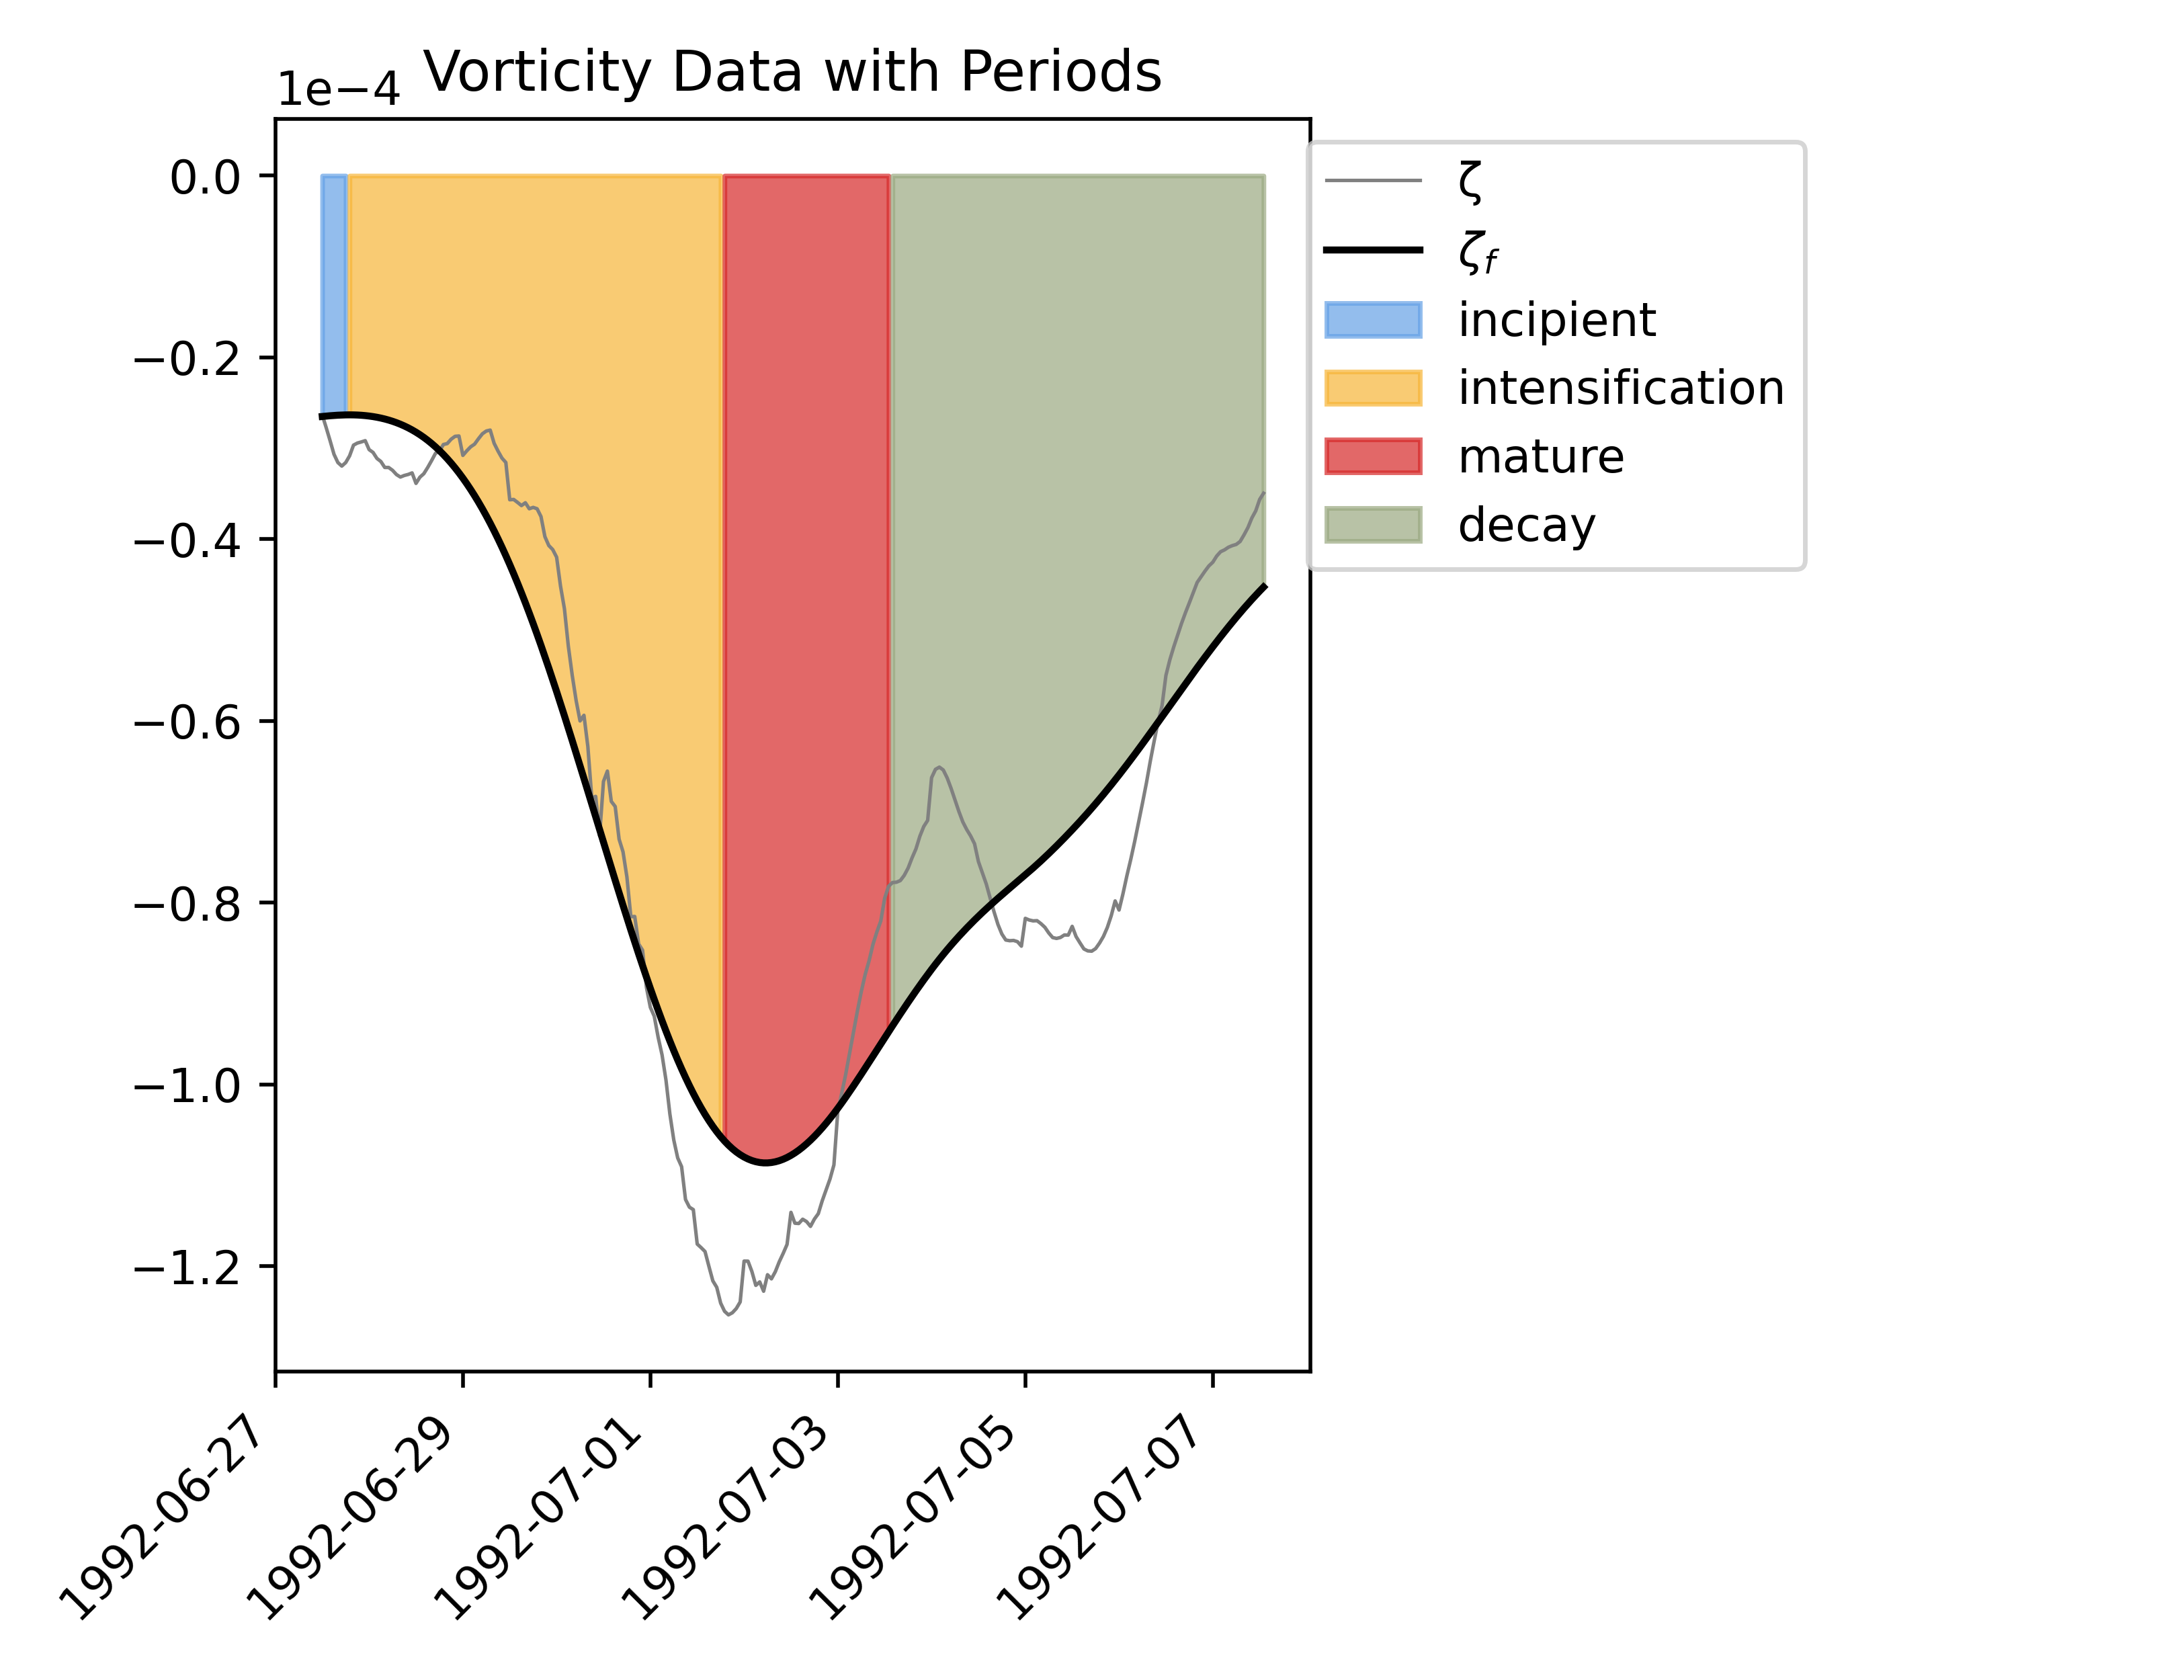 Vorticity Data with Periods
1e−4
0.0
−0.2
−0.4
−0.6
−0.8
−1.0
−1.2
1992-06-27
1992-06-29
1992-07-01
1992-07-03
1992-07-05
1992-07-07
ζ
ζf
incipient
intensification
mature
decay